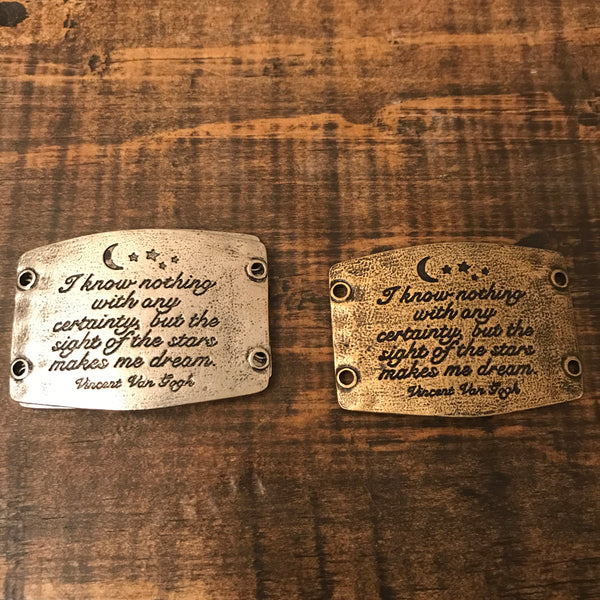 I know nothing
with any
certainty, but the
sight of the stars
makes me dream.
Vincent Van Gogh
I know nothing
with any
certainty, but the
sight of the stars
makes me dream.
Vincent Van Gogh